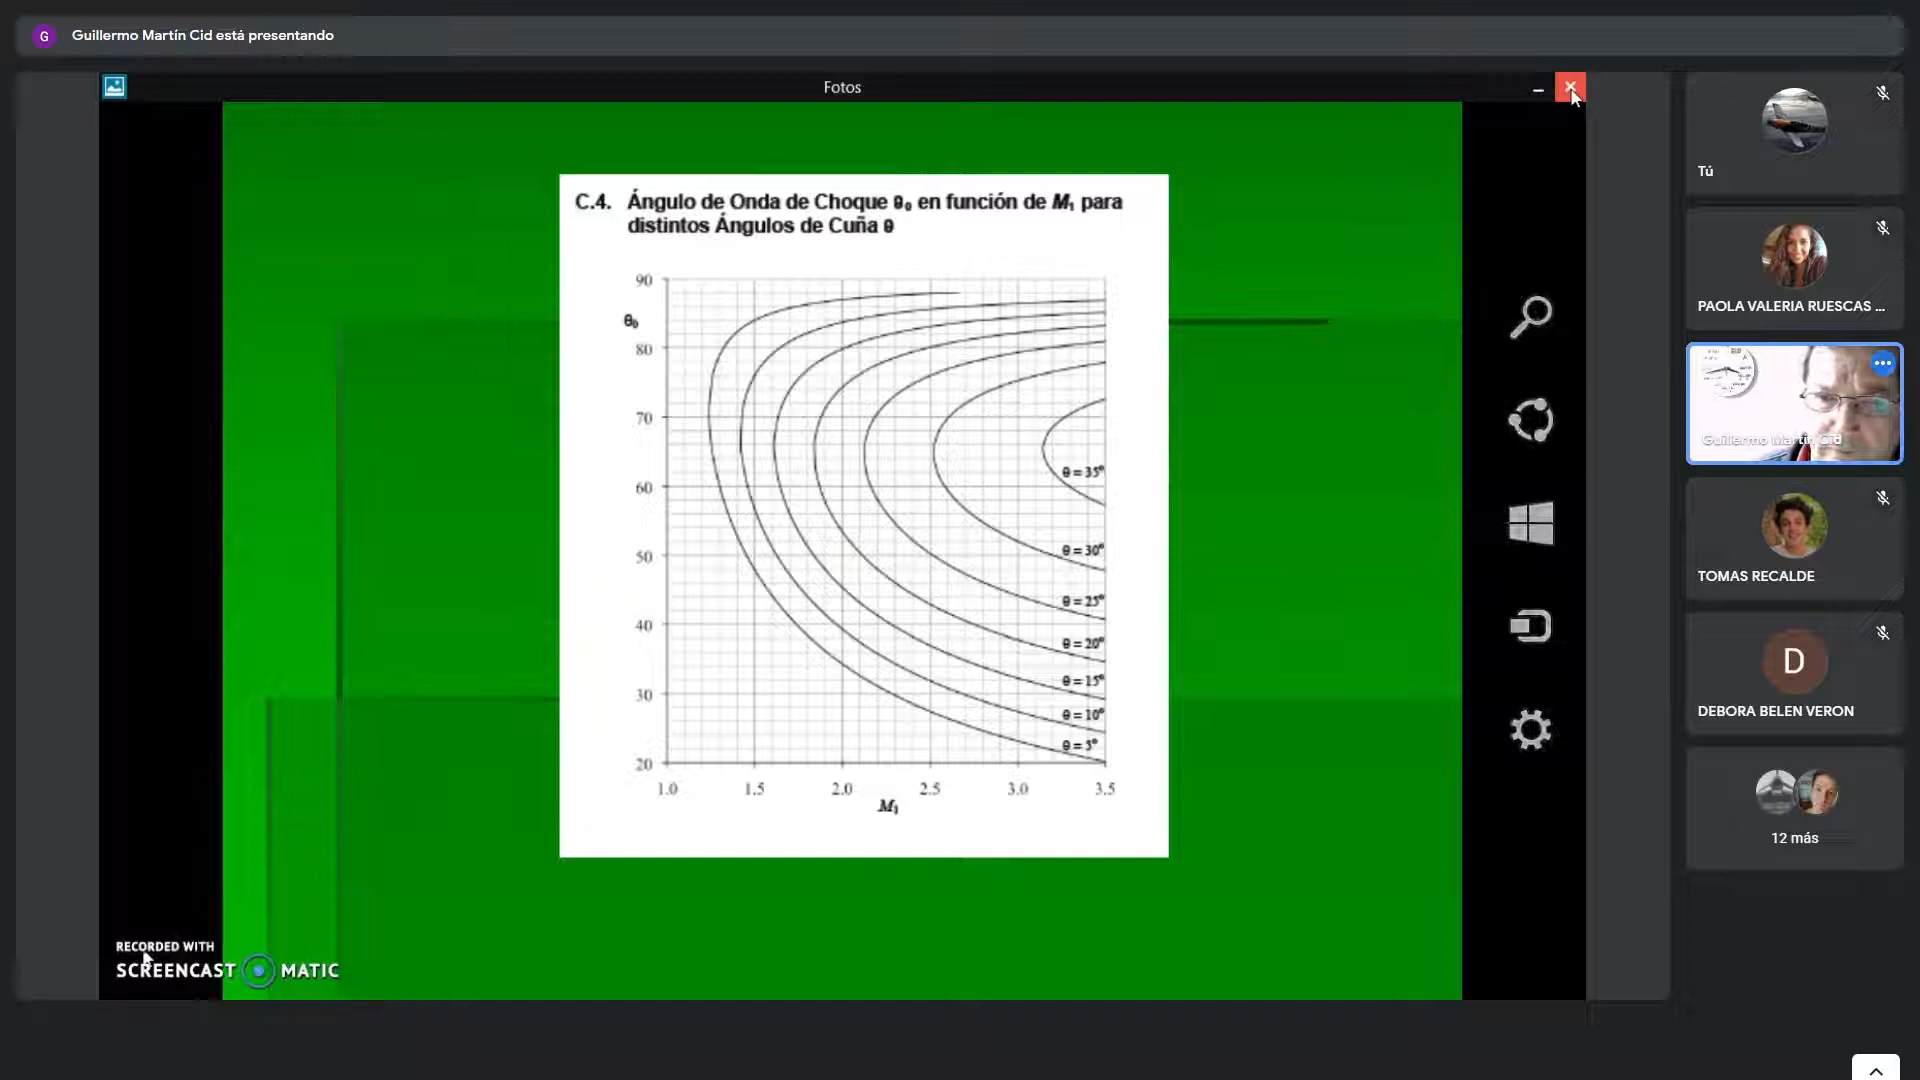 G
Guillermo Martín Cid está presentando
Fotos
C.4. Ángulo de Onda de Choque θ₀ en función de M₁ para
distintos Ángulos de Cuña θ
90
θ₀
80
70
60
50
40
30
20
θ = 35°
θ = 30°
θ = 25°
θ = 20°
θ = 15°
θ = 10°
θ = 5°
1.0 1.5 2.0 2.5 3.0 3.5
M₁
RECORDED WITH
SCREENCAST MATIC
Tú
PAOLA VALERIA RUESCAS ...
Guillermo Martín Cid
TOMAS RECALDE
D
DEBORA BELEN VERON
12 más